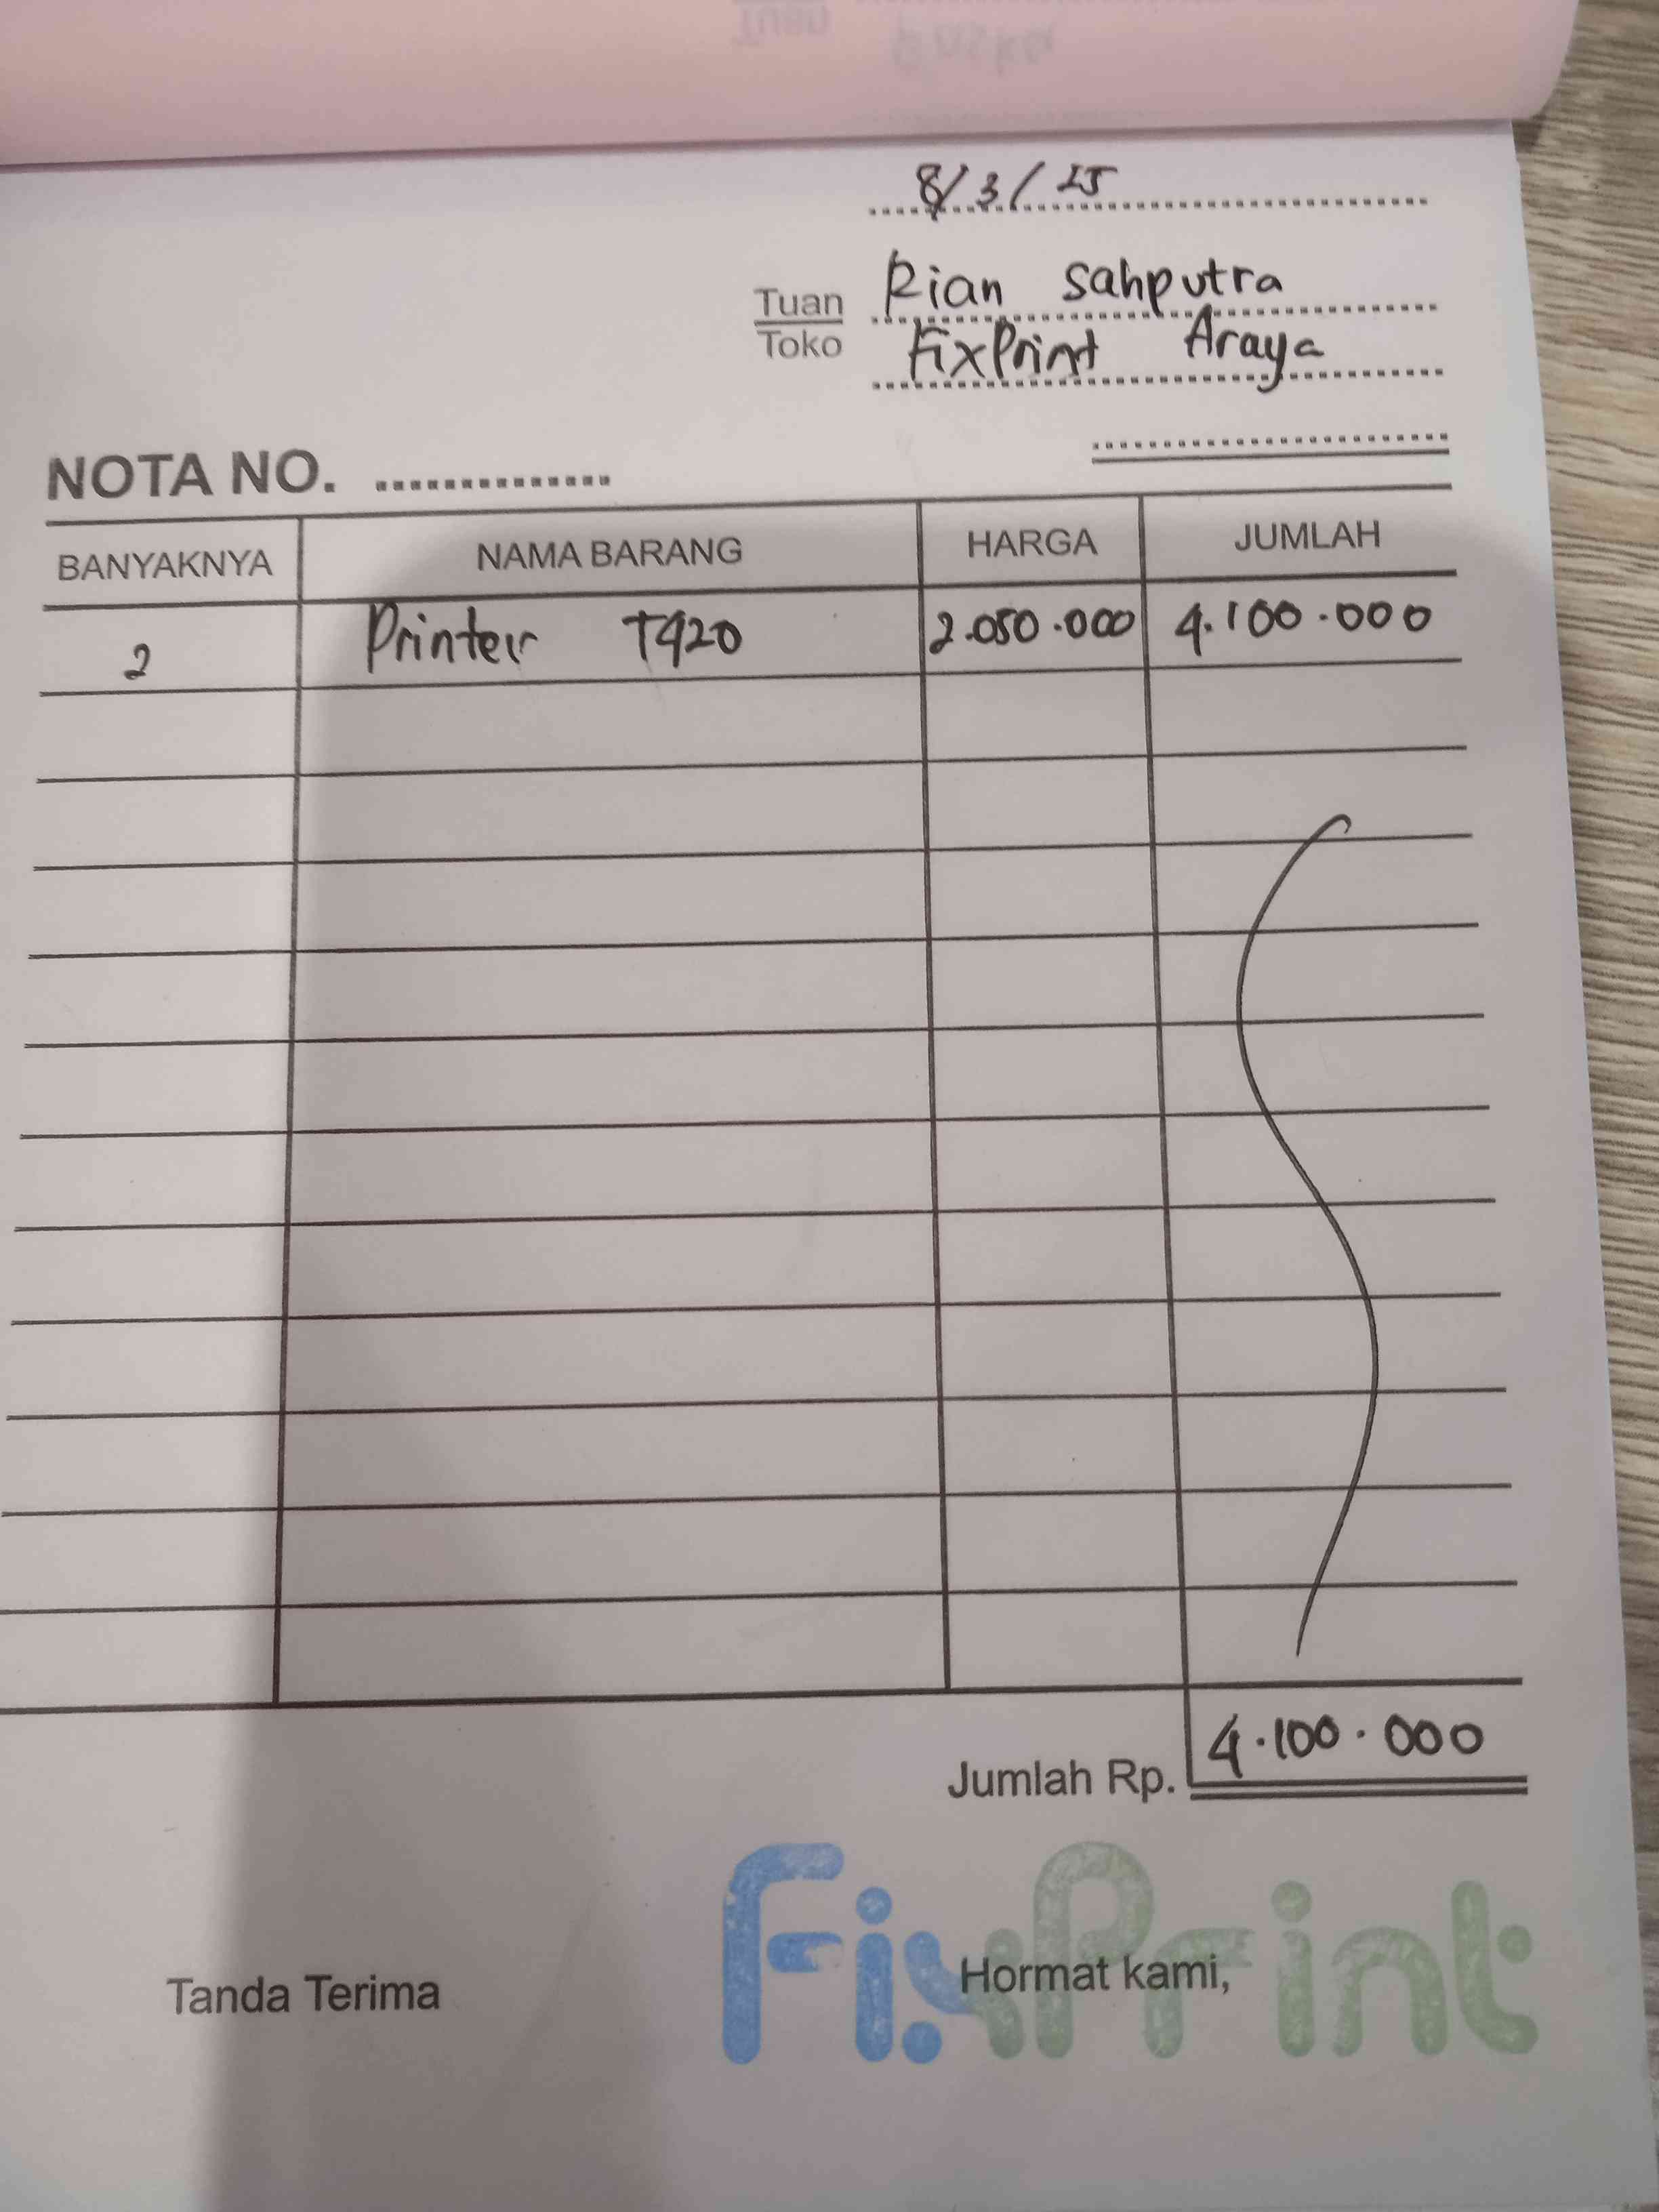 8/3/25
Tuan Rian Sahputra
Toko FixPrint Araya
NOTA NO. ..............
BANYAKNYA NAMA BARANG HARGA JUMLAH
2 Printer T420 2.050.000 4.100.000
Jumlah Rp. 4.100.000
FixPrint
Tanda Terima Hormat kami,